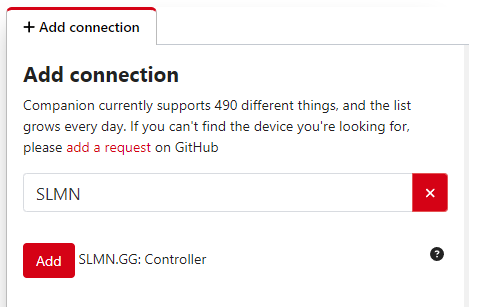 + Add connection
Add connection
Companion currently supports 490 different things, and the list
grows every day. If you can't find the device you're looking for,
please add a request on GitHub
SLMN
Add SLMN.GG: Controller